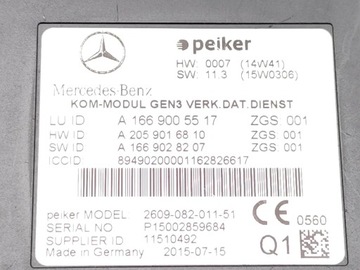 peiker
HW: 0007 (14W41)
SW: 11.3 (15W0306)
Mercedes-Benz
KOM-MODUL GEN3 VERK.DAT.DIENST
LU ID A 166 900 55 17 ZGS 001
HW ID A 205 901 68 10 ZGS 001
SW ID A 166 902 82 07 ZGS 001
ICCID 89490200001162826617
peiker MODEL 2609-082-011-51
SERIAL NO P15002859684
SUPPLIER ID 11510492
Made in Germany 2015-07-15
CE 0560
Q1